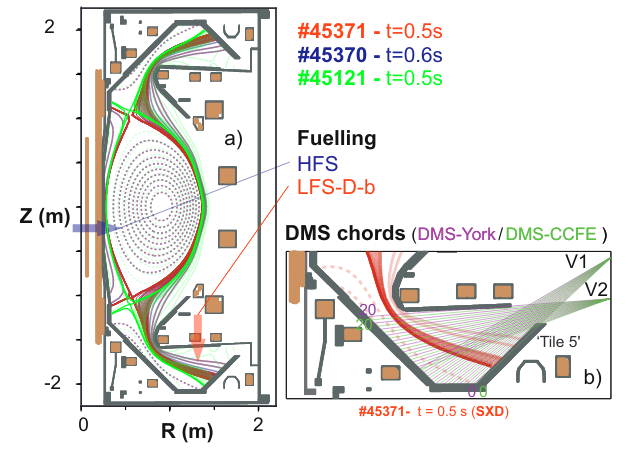 2
#45371 - t=0.5s
#45370 - t=0.6s
#45121 - t=0.5s
a)
Fuelling
HFS
LFS-D-b
Z (m)
DMS chords (DMS-York/DMS-CCFE )
V1
V2
20
20
'Tile 5'
b)
0 0
-2
#45371- t = 0.5 s (SXD)
0
2
R (m)